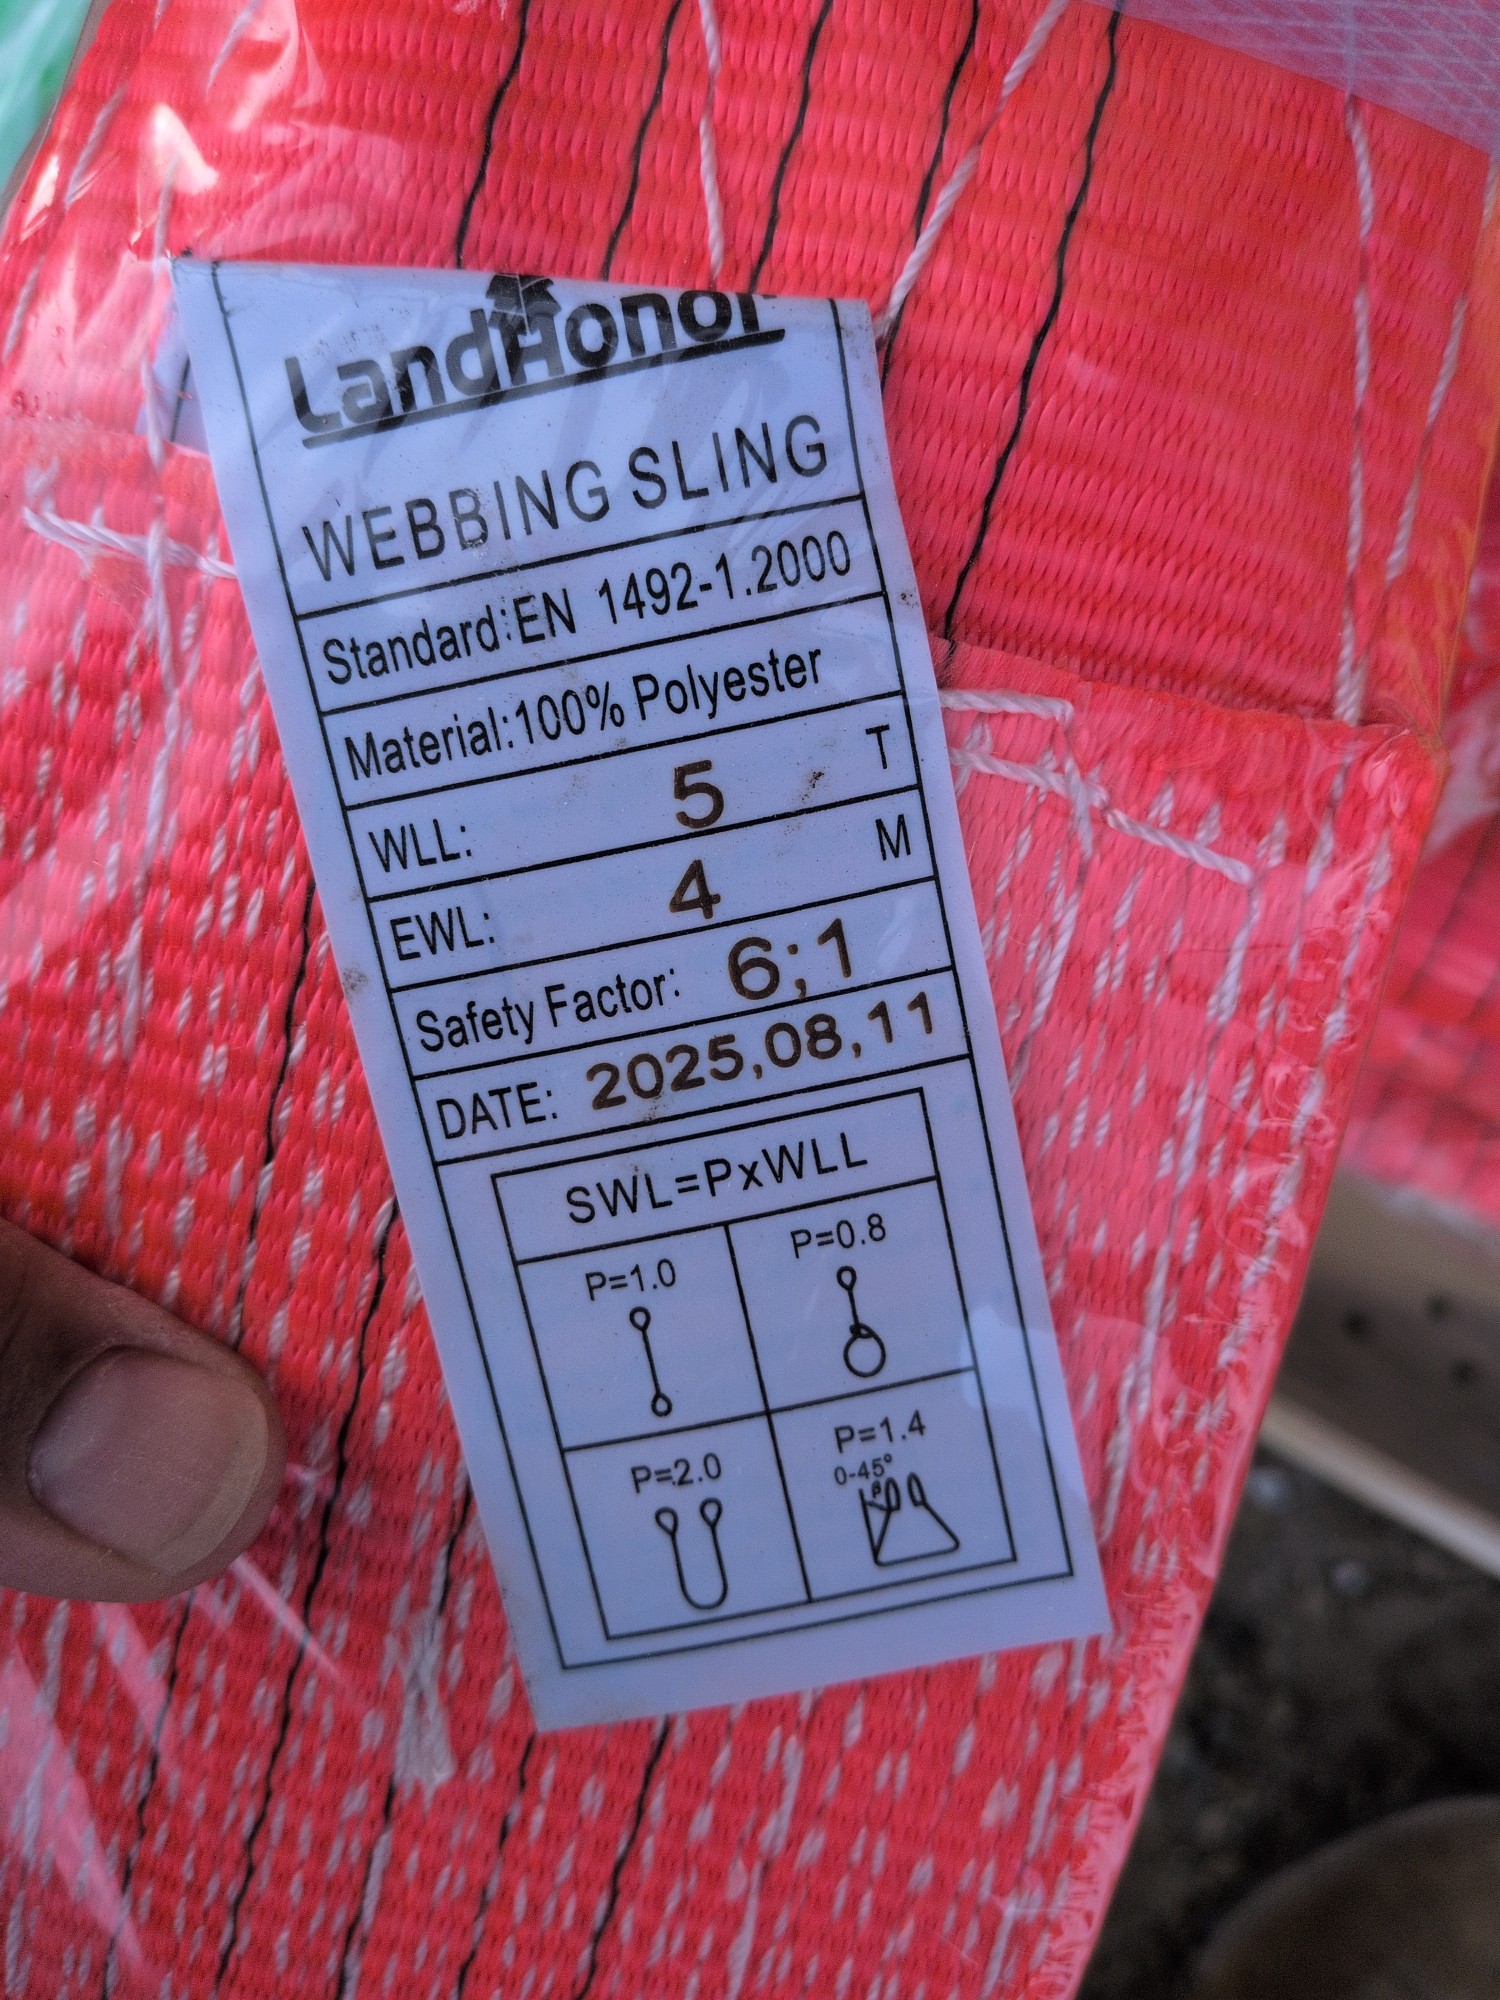 LandHonor
WEBBING SLING
Standard:EN 1492-1.2000
Material:100% Polyester
WLL: 5 T
EWL: 4 M
Safety Factor: 6;1
DATE: 2025,08,11
SWL=PxWLL
P=1.0
P=0.8
P=2.0
P=1.4
0-45°
β